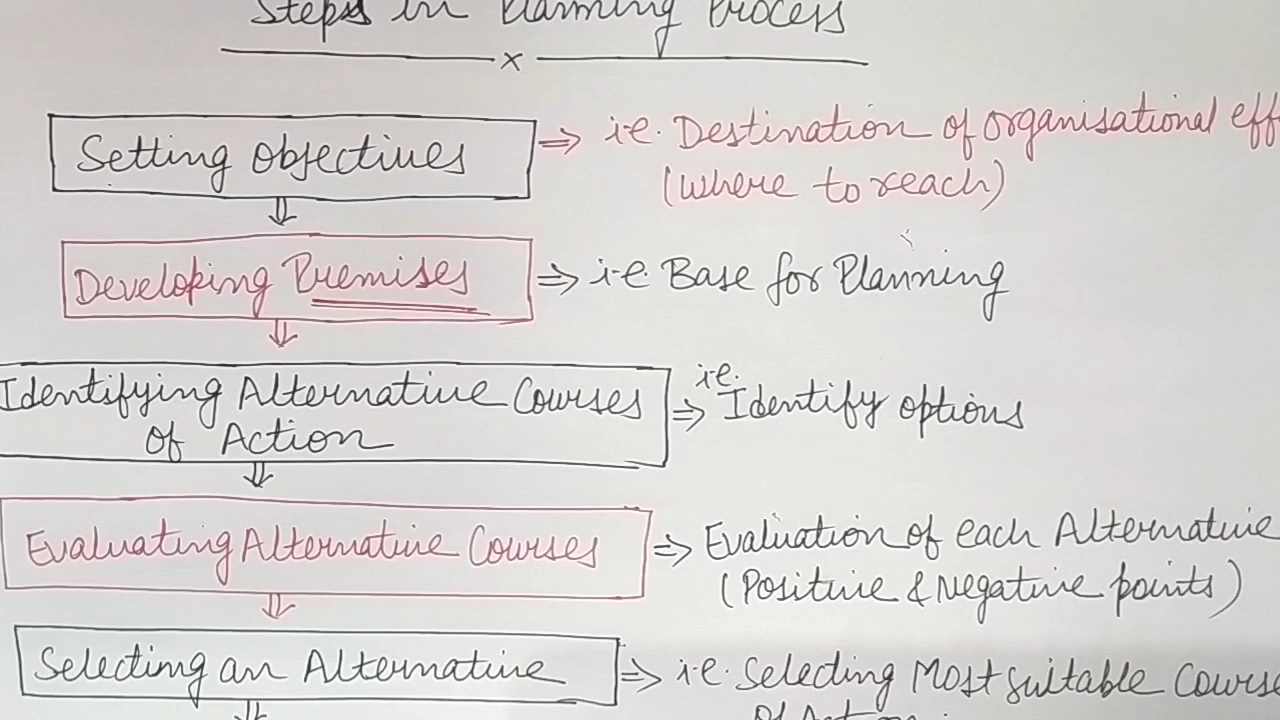 Steps in Planning Process
x
Setting Objectives ⇒ i.e. Destination of organisational eff
(where to reach)
Developing Premises ⇒ i.e. Base for Planning
Identifying Alternative Courses
of Action ⇒ i.e. Identify options
Evaluating Alternative Courses ⇒ Evaluation of each Alternative
(Positive & Negative points)
Selecting an Alternative ⇒ i.e. Selecting Most suitable Course
Of Action